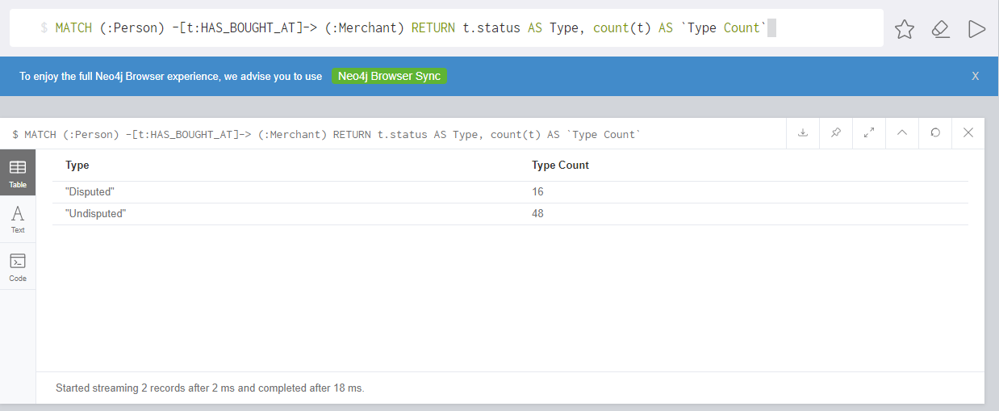 $ MATCH (:Person) -[t:HAS_BOUGHT_AT]-> (:Merchant) RETURN t.status AS Type, count(t) AS `Type Count`
To enjoy the full Neo4j Browser experience, we advise you to use Neo4j Browser Sync X
$ MATCH (:Person) -[t:HAS_BOUGHT_AT]-> (:Merchant) RETURN t.status AS Type, count(t) AS `Type Count`
Table
Text
Code
Type Type Count
"Disputed" 16
"Undisputed" 48
Started streaming 2 records after 2 ms and completed after 18 ms.